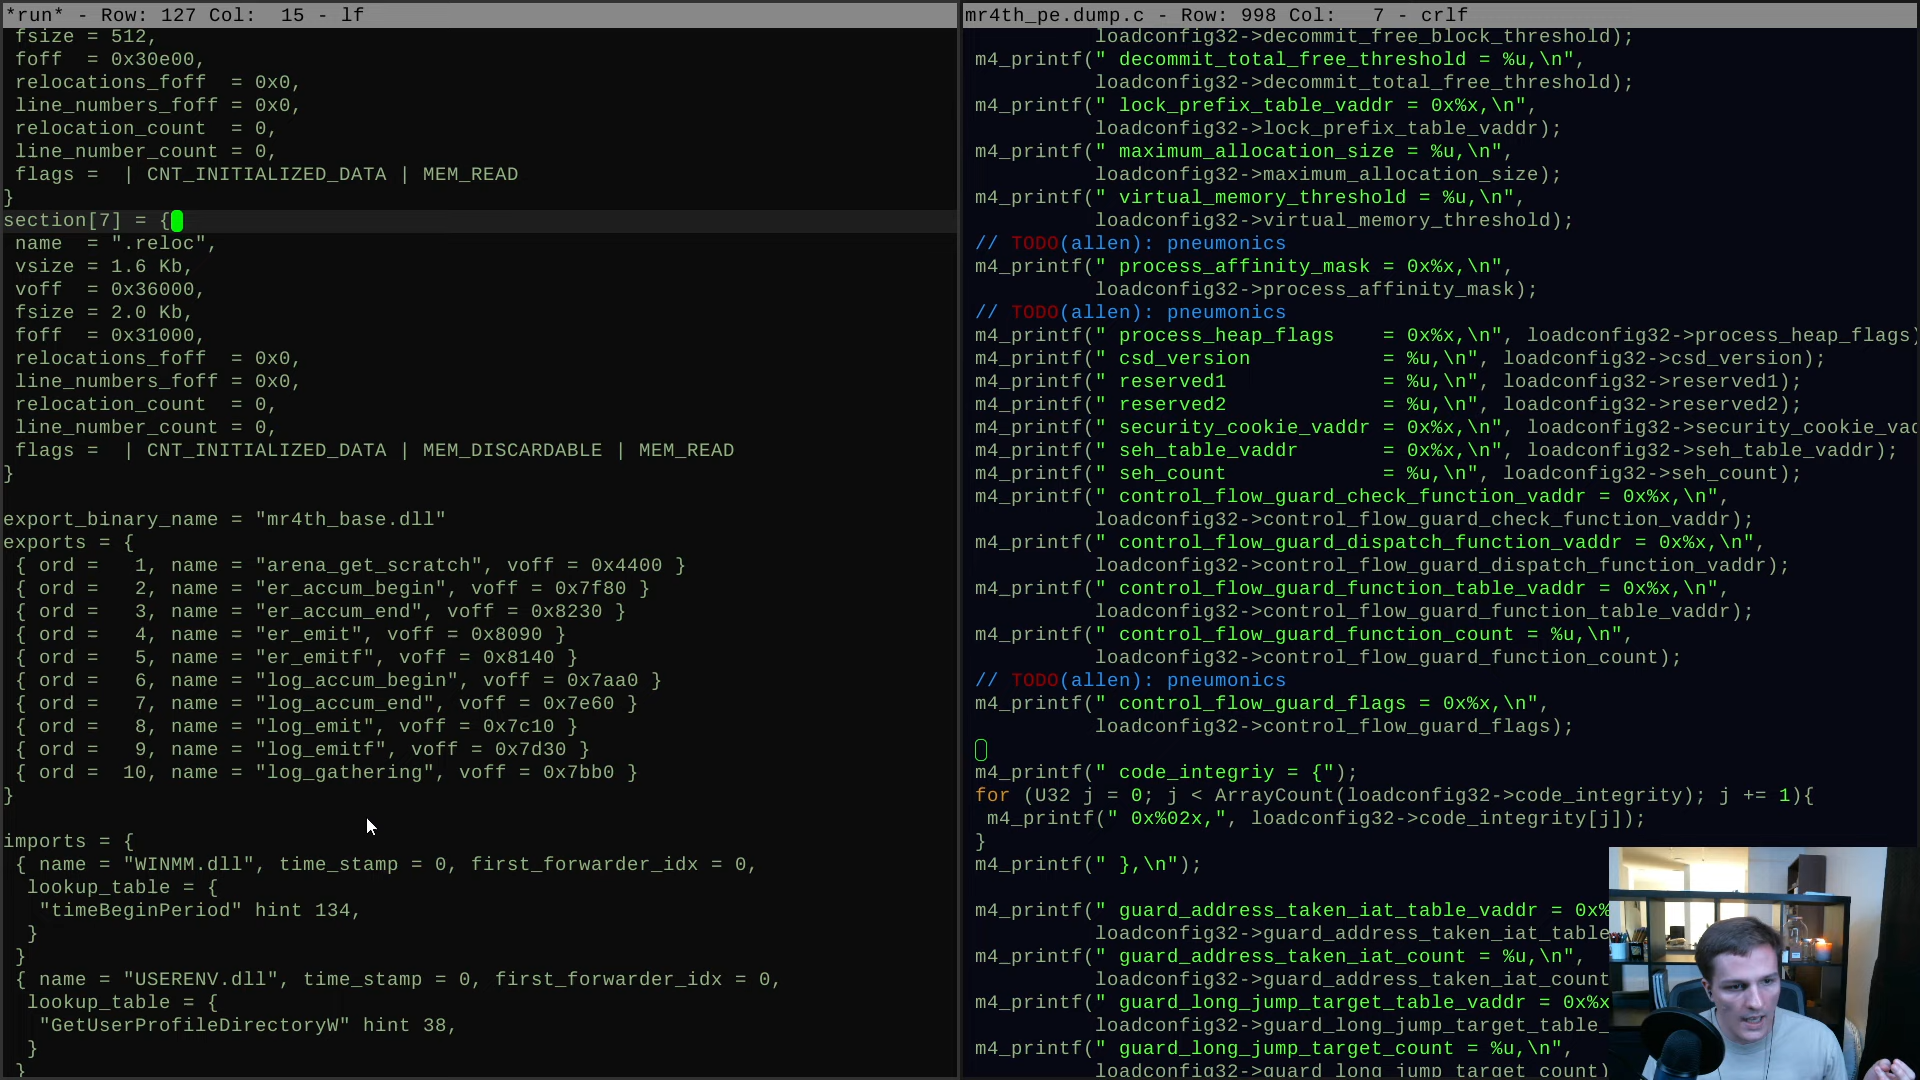 *run* - Row: 127 Col:  15 - lf
 fsize = 512,
 foff  = 0x30e00,
 relocations_foff  = 0x0,
 line_numbers_foff = 0x0,
 relocation_count  = 0,
 line_number_count = 0,
 flags =  | CNT_INITIALIZED_DATA | MEM_READ
}
section[7] = {
 name  = ".reloc",
 vsize = 1.6 Kb,
 voff  = 0x36000,
 fsize = 2.0 Kb,
 foff  = 0x31000,
 relocations_foff  = 0x0,
 line_numbers_foff = 0x0,
 relocation_count  = 0,
 line_number_count = 0,
 flags =  | CNT_INITIALIZED_DATA | MEM_DISCARDABLE | MEM_READ
}
export_binary_name = "mr4th_base.dll"
exports = {
 { ord =   1, name = "arena_get_scratch", voff = 0x4400 }
 { ord =   2, name = "er_accum_begin", voff = 0x7f80 }
 { ord =   3, name = "er_accum_end", voff = 0x8230 }
 { ord =   4, name = "er_emit", voff = 0x8090 }
 { ord =   5, name = "er_emitf", voff = 0x8140 }
 { ord =   6, name = "log_accum_begin", voff = 0x7aa0 }
 { ord =   7, name = "log_accum_end", voff = 0x7e60 }
 { ord =   8, name = "log_emit", voff = 0x7c10 }
 { ord =   9, name = "log_emitf", voff = 0x7d30 }
 { ord =  10, name = "log_gathering", voff = 0x7bb0 }
}
imports = {
 { name = "WINMM.dll", time_stamp = 0, first_forwarder_idx = 0,
  lookup_table = {
   "timeBeginPeriod" hint 134,
  }
 }
 { name = "USERENV.dll", time_stamp = 0, first_forwarder_idx = 0,
  lookup_table = {
   "GetUserProfileDirectoryW" hint 38,
  }
 }
mr4th_pe.dump.c - Row: 998 Col:   7 - crlf
          loadconfig32->decommit_free_block_threshold);
m4_printf(" decommit_total_free_threshold = %u,\n",
          loadconfig32->decommit_total_free_threshold);
m4_printf(" lock_prefix_table_vaddr = 0x%x,\n",
          loadconfig32->lock_prefix_table_vaddr);
m4_printf(" maximum_allocation_size = %u,\n",
          loadconfig32->maximum_allocation_size);
m4_printf(" virtual_memory_threshold = %u,\n",
          loadconfig32->virtual_memory_threshold);
// TODO(allen): pneumonics
m4_printf(" process_affinity_mask = 0x%x,\n",
          loadconfig32->process_affinity_mask);
// TODO(allen): pneumonics
m4_printf(" process_heap_flags    = 0x%x,\n", loadconfig32->process_heap_flags)
m4_printf(" csd_version           = %u,\n", loadconfig32->csd_version);
m4_printf(" reserved1             = %u,\n", loadconfig32->reserved1);
m4_printf(" reserved2             = %u,\n", loadconfig32->reserved2);
m4_printf(" security_cookie_vaddr = 0x%x,\n", loadconfig32->security_cookie_vad
m4_printf(" seh_table_vaddr       = 0x%x,\n", loadconfig32->seh_table_vaddr);
m4_printf(" seh_count             = %u,\n", loadconfig32->seh_count);
m4_printf(" control_flow_guard_check_function_vaddr = 0x%x,\n",
          loadconfig32->control_flow_guard_check_function_vaddr);
m4_printf(" control_flow_guard_dispatch_function_vaddr = 0x%x,\n",
          loadconfig32->control_flow_guard_dispatch_function_vaddr);
m4_printf(" control_flow_guard_function_table_vaddr = 0x%x,\n",
          loadconfig32->control_flow_guard_function_table_vaddr);
m4_printf(" control_flow_guard_function_count = %u,\n",
          loadconfig32->control_flow_guard_function_count);
// TODO(allen): pneumonics
m4_printf(" control_flow_guard_flags = 0x%x,\n",
          loadconfig32->control_flow_guard_flags);
m4_printf(" code_integriy = {");
for (U32 j = 0; j < ArrayCount(loadconfig32->code_integrity); j += 1){
 m4_printf(" 0x%02x,", loadconfig32->code_integrity[j]);
}
m4_printf(" },\n");
m4_printf(" guard_address_taken_iat_table_vaddr = 0x%
          loadconfig32->guard_address_taken_iat_table
m4_printf(" guard_address_taken_iat_count = %u,\n",
          loadconfig32->guard_address_taken_iat_count
m4_printf(" guard_long_jump_target_table_vaddr = 0x%x
          loadconfig32->guard_long_jump_target_table_
m4_printf(" guard_long_jump_target_count = %u,\n",
          loadconfig32->guard_long_jump_target_count)